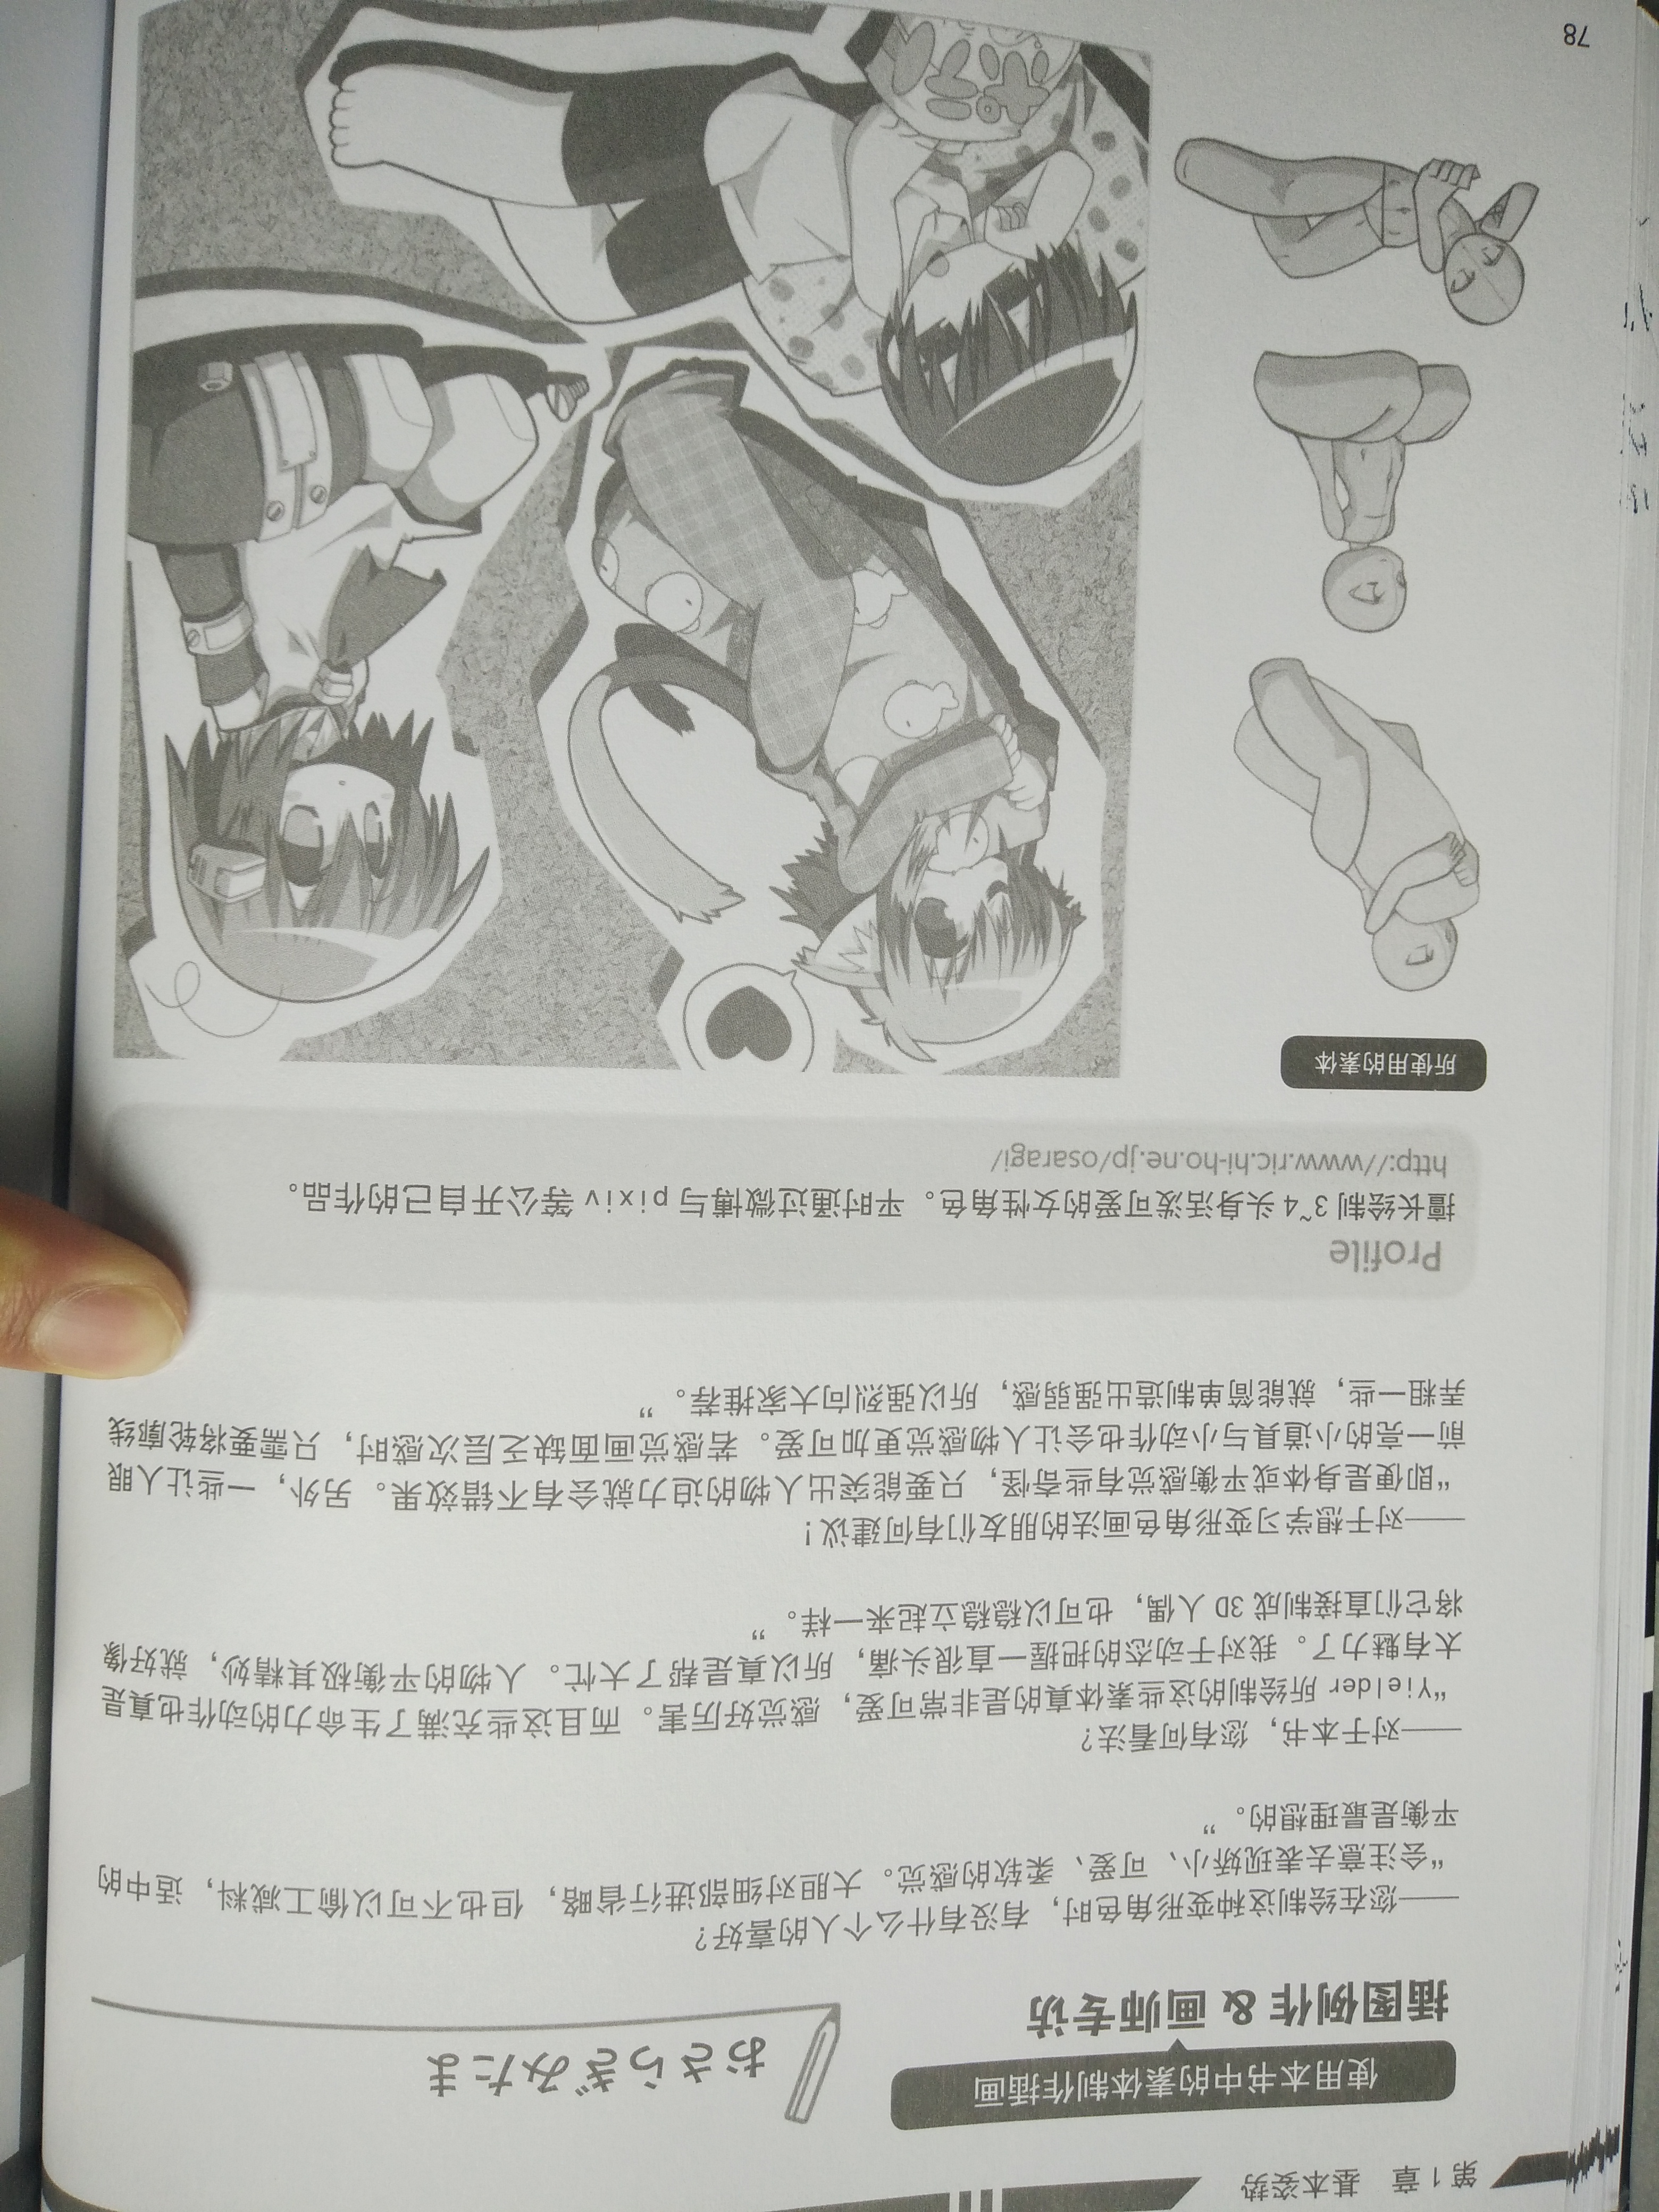 第1章 基本姿势
使用本书中的素体制作插画
插图例作 & 画师专访
おさらぎみたま
——您在绘制这种变形角色时，有没有什么个人的喜好？
“会注意去表现娇小、可爱、柔软的感觉。大胆对细部进行省略，但也不可以偷工减料，适中的
平衡是最理想的。”
——对于本书，您有何看法？
“Yielder 所绘制的这些素体真的是非常可爱，感觉好厉害。而且这些充满了生命力的动作也真是
太有魅力了。我对于动态的把握一直很头痛，所以真是帮了大忙。人物的平衡极其精妙，就好像
将它们直接制成 3D 人偶，也可以稳稳立起来一样。”
——对于想学习变形角色画法的朋友们有何建议！
“即便是身体或平衡感觉有些奇怪，只要能突出人物的迫力就会有不错效果。另外，一些让人眼
前一亮的小道具与小动作也会让人物感觉更加可爱。若感觉画面缺乏层次感时，只需要将轮廓线
弄粗一些，就能简单制造出强弱感，所以强烈向大家推荐。”
Profile
擅长绘制 3~4 头身活泼可爱的女性角色。平时通过微博与 pixiv 等公开自己的作品。
http://www.ric.hi-ho.ne.jp/osaragi/
所使用的素体
78